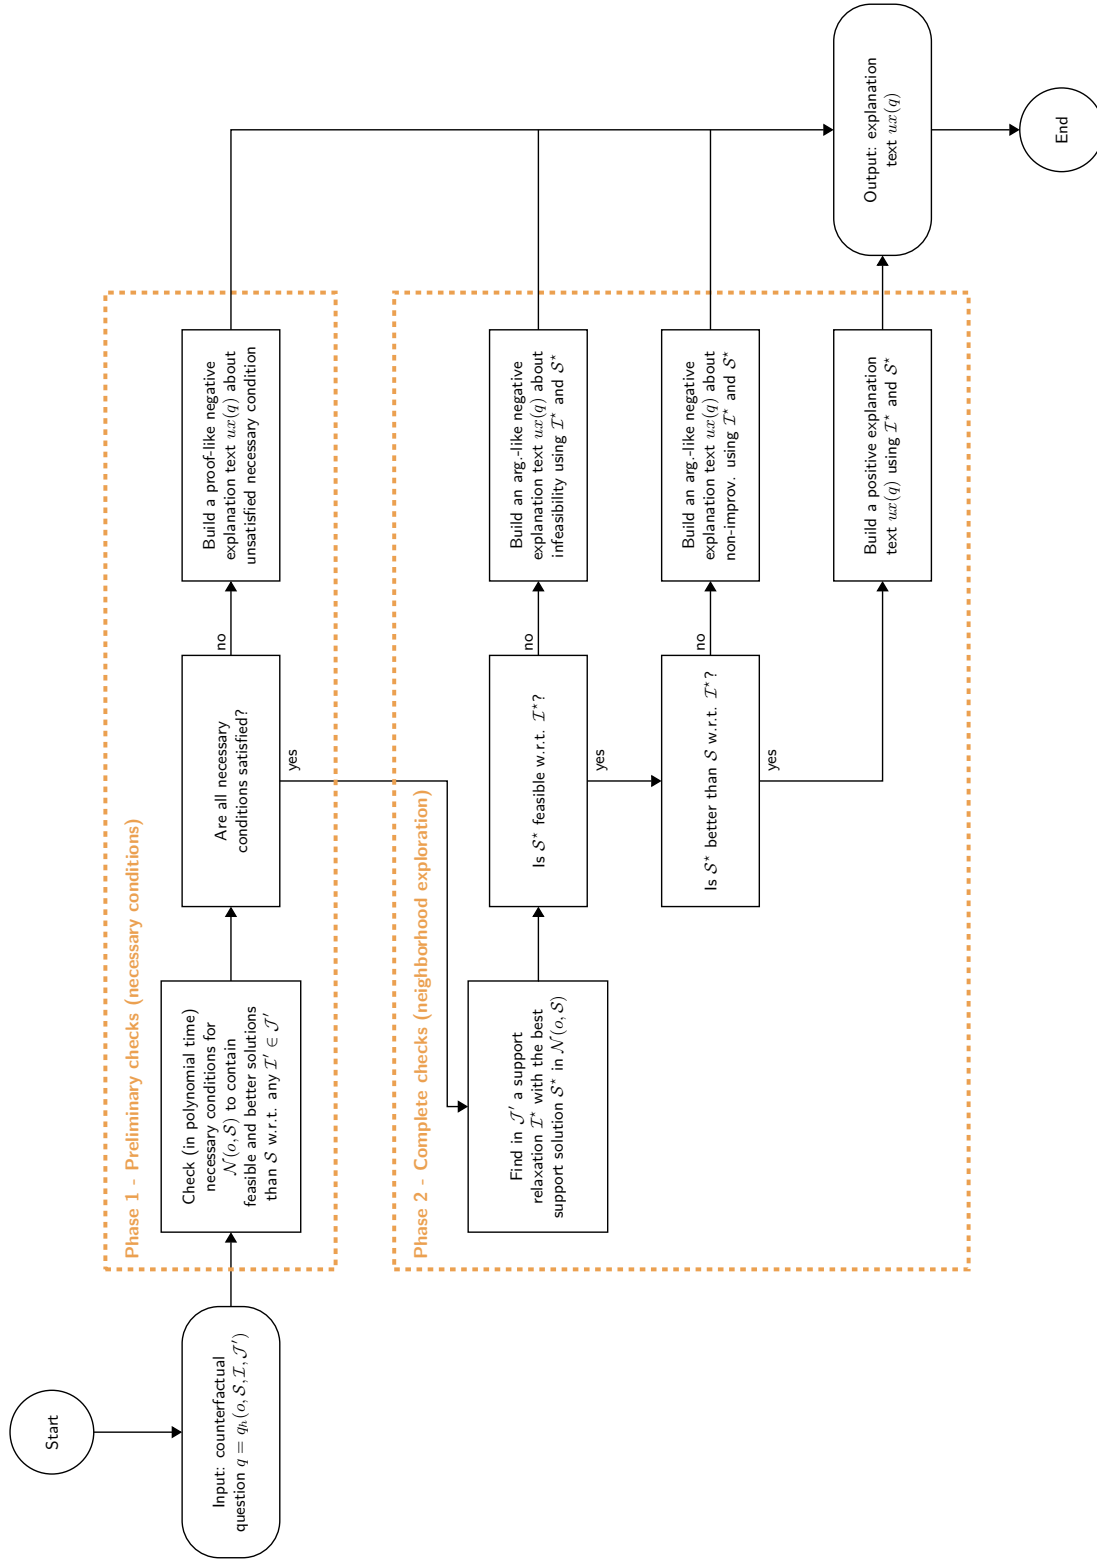 Start
Input: counterfactual
question q = q_h(o, 𝒮, ℐ, 𝒥′)
Phase 1 - Preliminary checks (necessary conditions)
Check (in polynomial time)
necessary conditions for
𝒩(o, 𝒮) to contain
feasible and better solutions
than 𝒮 w.r.t. any ℐ′ ∈ 𝒥′
Are all necessary
conditions satisfied?
no
yes
Build a proof-like negative
explanation text ux(q) about
unsatisfied necessary condition
Phase 2 - Complete checks (neighborhood exploration)
Find in 𝒥′ a support
relaxation ℐ⋆ with the best
support solution 𝒮⋆ in 𝒩(o, 𝒮)
Is 𝒮⋆ feasible w.r.t. ℐ⋆?
no
yes
Build an arg.-like negative
explanation text ux(q) about
infeasibility using ℐ⋆ and 𝒮⋆
Is 𝒮⋆ better than 𝒮 w.r.t. ℐ⋆?
no
yes
Build an arg.-like negative
explanation text ux(q) about
non-improv. using ℐ⋆ and 𝒮⋆
Build a positive explanation
text ux(q) using ℐ⋆ and 𝒮⋆
Output: explanation
text ux(q)
End